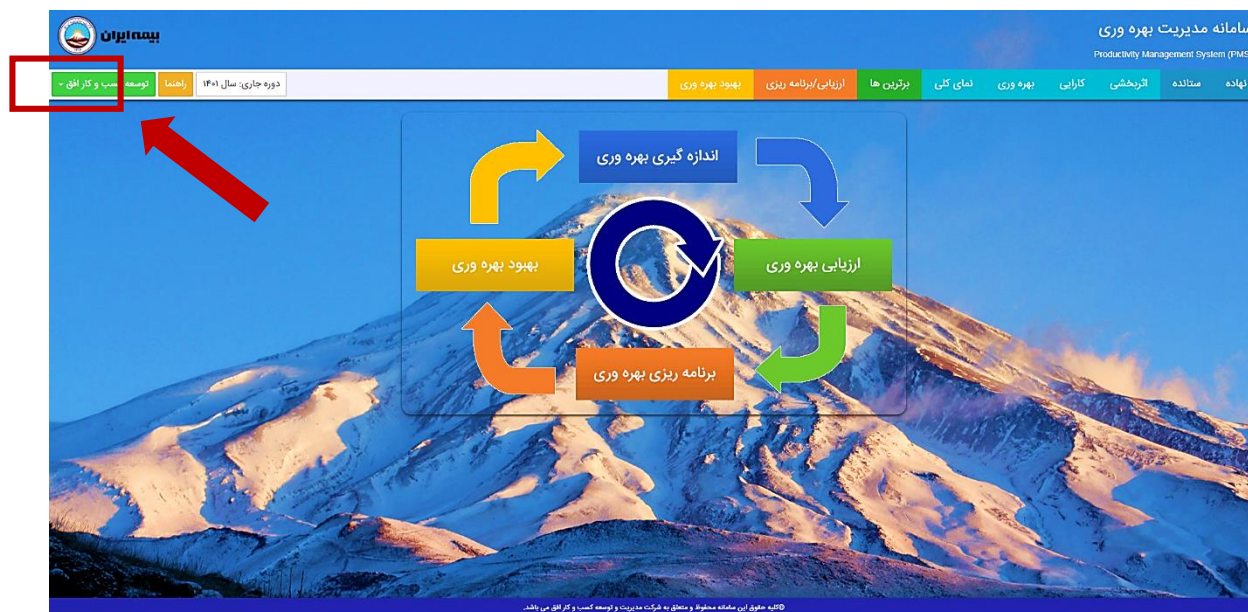 سامانه مدیریت بهره وری
Productivity Management System (PMS
بیمه ایران
نهاده ستانده اثربخشی کارایی بهره وری نمای کلی برترین ها ارزیابی/برنامه ریزی بهبود بهره وری
دوره جاری: سال ۱۴۰۱ راهنما توسعه کسب و کار افق
اندازه گیری بهره وری
ارزیابی بهره وری
بهبود بهره وری
برنامه ریزی بهره وری
©کلیه حقوق این سامانه محفوظ و متعلق به شرکت مدیریت و توسعه کسب و کار افق می باشد.